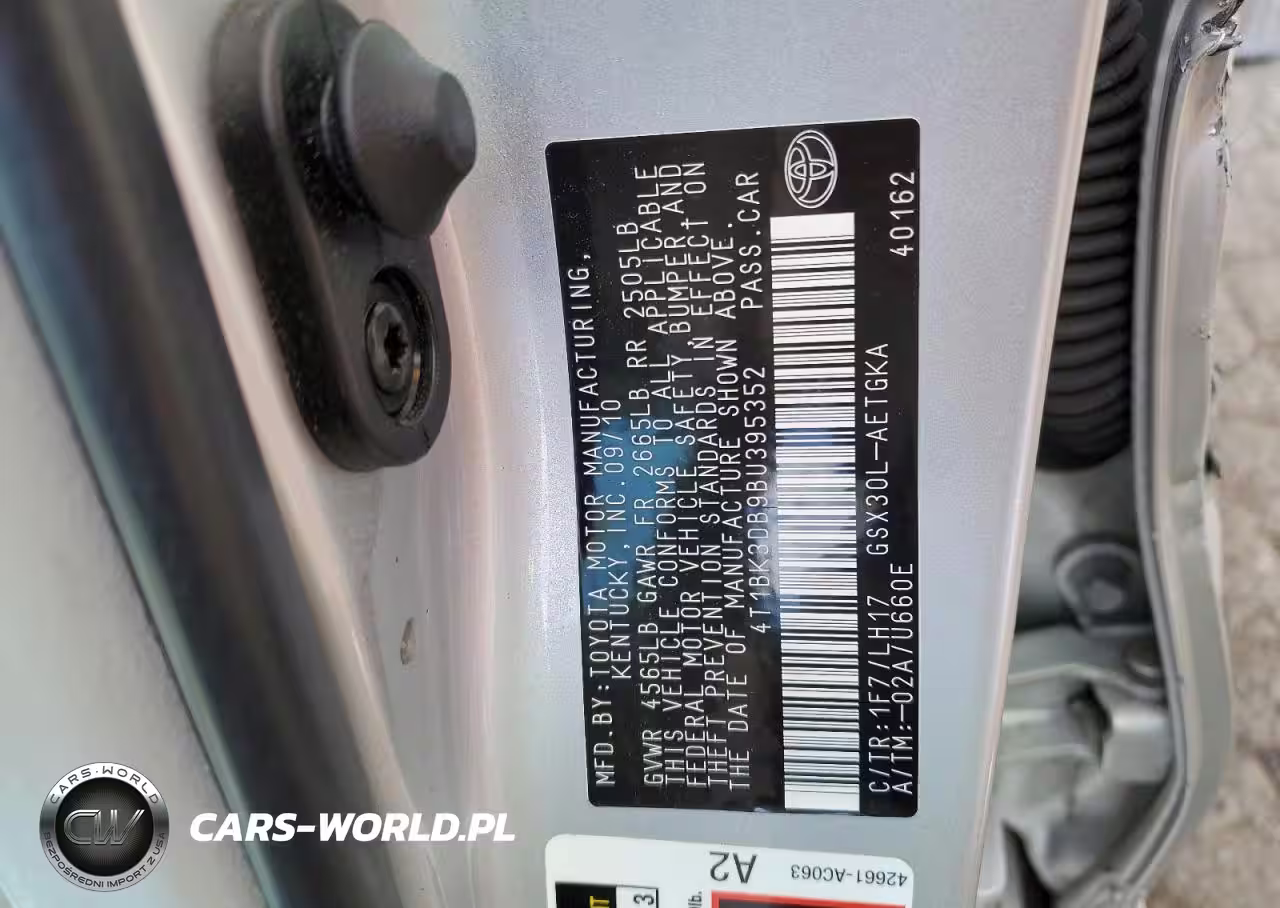 MFD.BY:TOYOTA MOTOR MANUFACTURING,
KENTUCKY, INC.09/10
GVWR 4565LB GAWR FR 2665LB RR 2505LB
THIS VEHICLE CONFORMS TO ALL APPLICABLE
FEDERAL MOTOR VEHICLE SAFETY,BUMPER,AND
THEFT PREVENTION STANDARDS IN EFFECT ON
THE DATE OF MANUFACTURE SHOWN ABOVE.
4T1BK3DB9BU395352 PASS.CAR
C/TR:1F7/LH17 GSX30L-AETGKA
A/TM:-02A/U660E 40162
A2
42661-AC063
3
lb.
CARS-WORLD
CW
BEZPOŚREDNI IMPORT Z USA
CARS-WORLD.PL